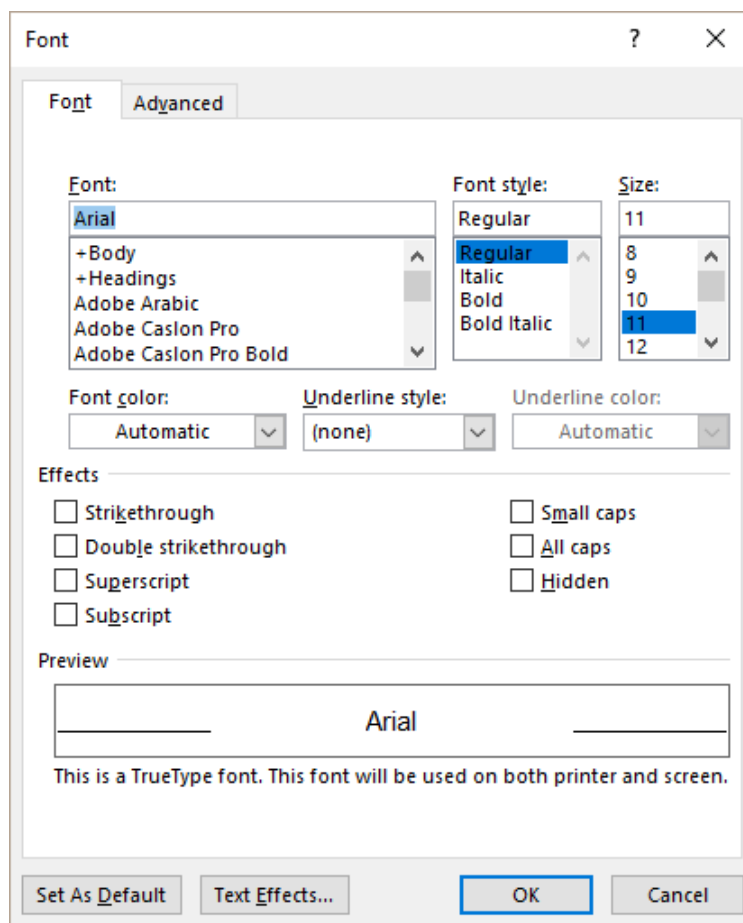 Font ?
Font Advanced
Font: Font style: Size:
Arial Regular 11
+Body Regular 8
+Headings Italic 9
Adobe Arabic Bold 10
Adobe Caslon Pro Bold Italic 11
Adobe Caslon Pro Bold 12
Font color: Underline style: Underline color:
Automatic (none) Automatic
Effects
Strikethrough Small caps
Double strikethrough All caps
Superscript Hidden
Subscript
Preview
Arial
This is a TrueType font. This font will be used on both printer and screen.
Set As Default Text Effects... OK Cancel